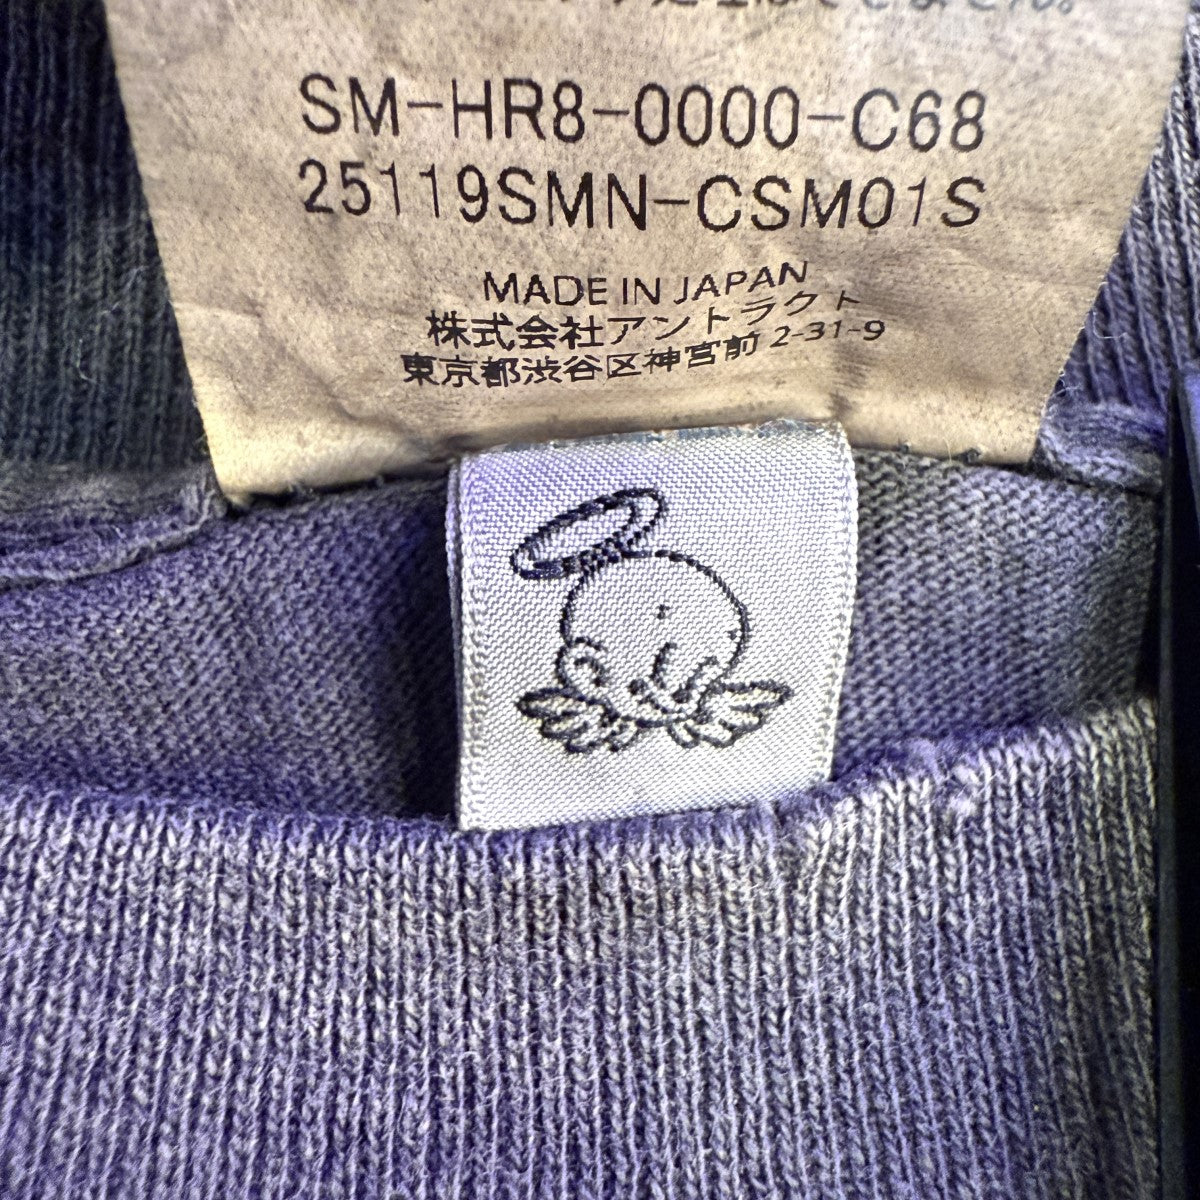 SM-HR8-0000-C68
25119SMN-CSM01S
MADE IN JAPAN
株式会社アントラクト
東京都渋谷区神宮前 2-31-9